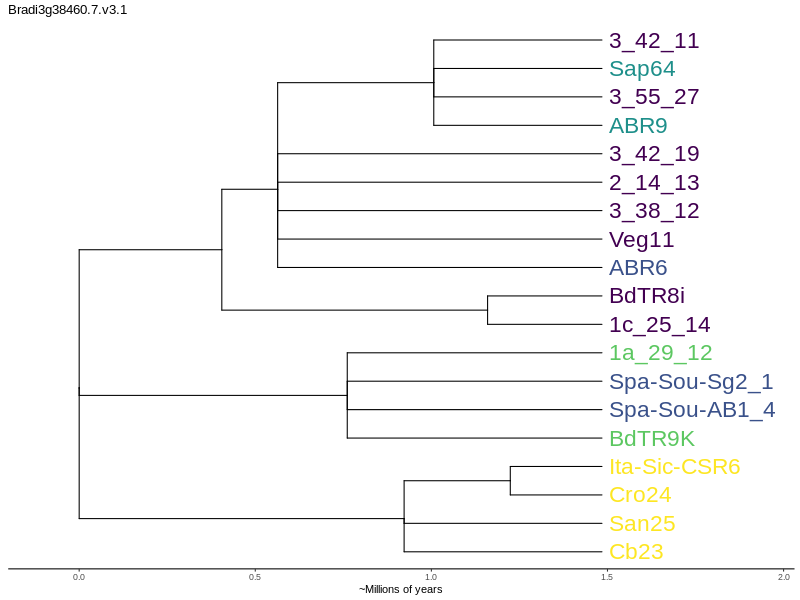 Bradi3g38460.7.v3.1
3_42_11
Sap64
3_55_27
ABR9
3_42_19
2_14_13
3_38_12
Veg11
ABR6
BdTR8i
1c_25_14
1a_29_12
Spa-Sou-Sg2_1
Spa-Sou-AB1_4
BdTR9K
Ita-Sic-CSR6
Cro24
San25
Cb23
0.0 0.5 1.0 1.5 2.0
~Millions of years